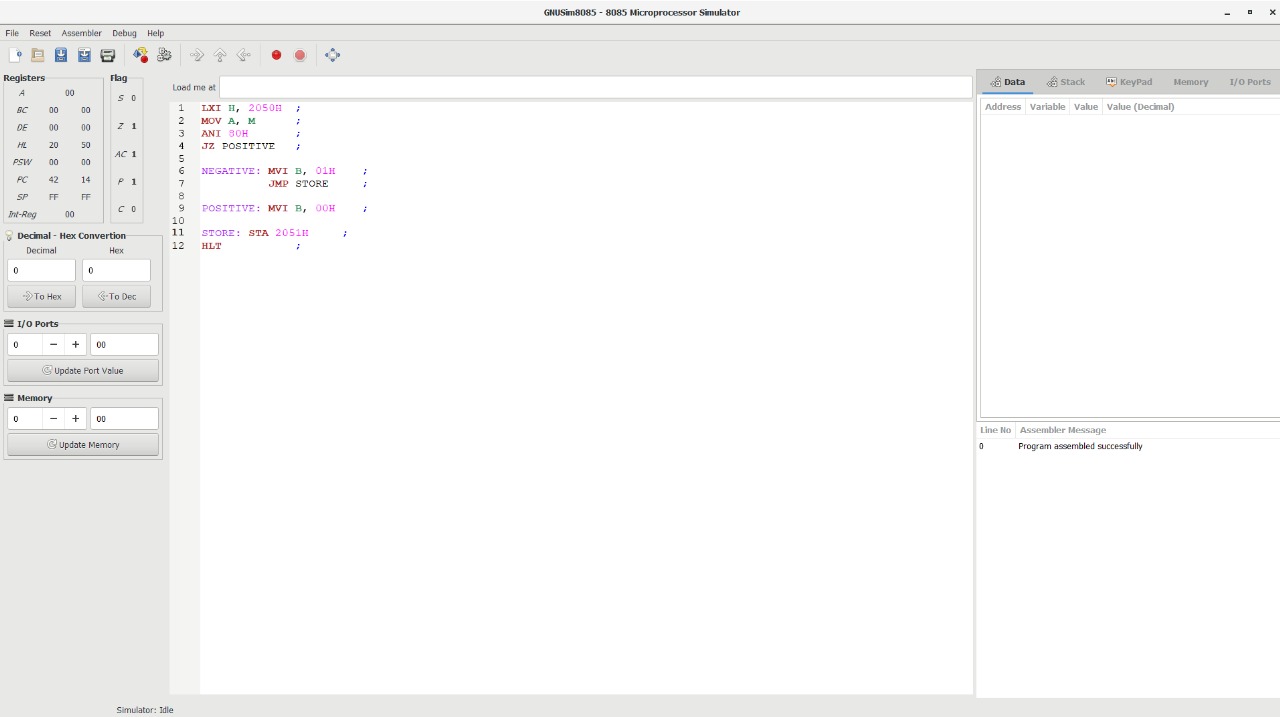 GNUSim8085 - 8085 Microprocessor Simulator
File Reset Assembler Debug Help
Registers
A 00
BC 00 00
DE 00 00
HL 20 50
PSW 00 00
PC 42 14
SP FF FF
Int-Reg 00
Flag
S 0
Z 1
AC 1
P 1
C 0
Decimal - Hex Convertion
Decimal Hex
0 0
To Hex To Dec
I/O Ports
0 − + 00
Update Port Value
Memory
0 − + 00
Update Memory
Load me at
1 LXI H, 2050H ;
2 MOV A, M ;
3 ANI 80H ;
4 JZ POSITIVE ;
5
6 NEGATIVE: MVI B, 01H ;
7 JMP STORE ;
8
9 POSITIVE: MVI B, 00H ;
10
11 STORE: STA 2051H ;
12 HLT ;
Data Stack KeyPad Memory I/O Ports
Address Variable Value Value (Decimal)
Line No Assembler Message
0 Program assembled successfully
Simulator: Idle